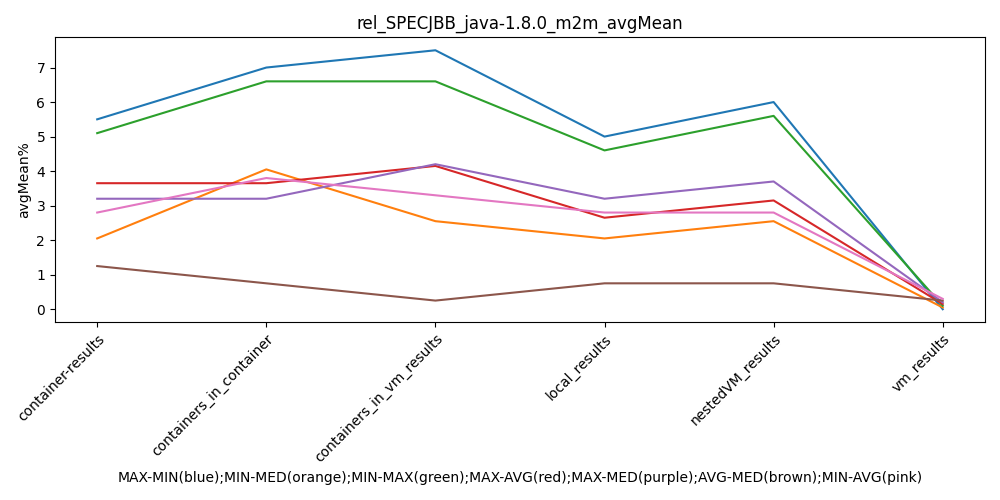 rel_SPECJBB_java-1.8.0_m2m_avgMean
avgMean%
7
6
5
4
3
2
1
0
container-results
containers_in_container
containers_in_vm_results
local_results
nestedVM_results
vm_results
MAX-MIN(blue);MIN-MED(orange);MIN-MAX(green);MAX-AVG(red);MAX-MED(purple);AVG-MED(brown);MIN-AVG(pink)